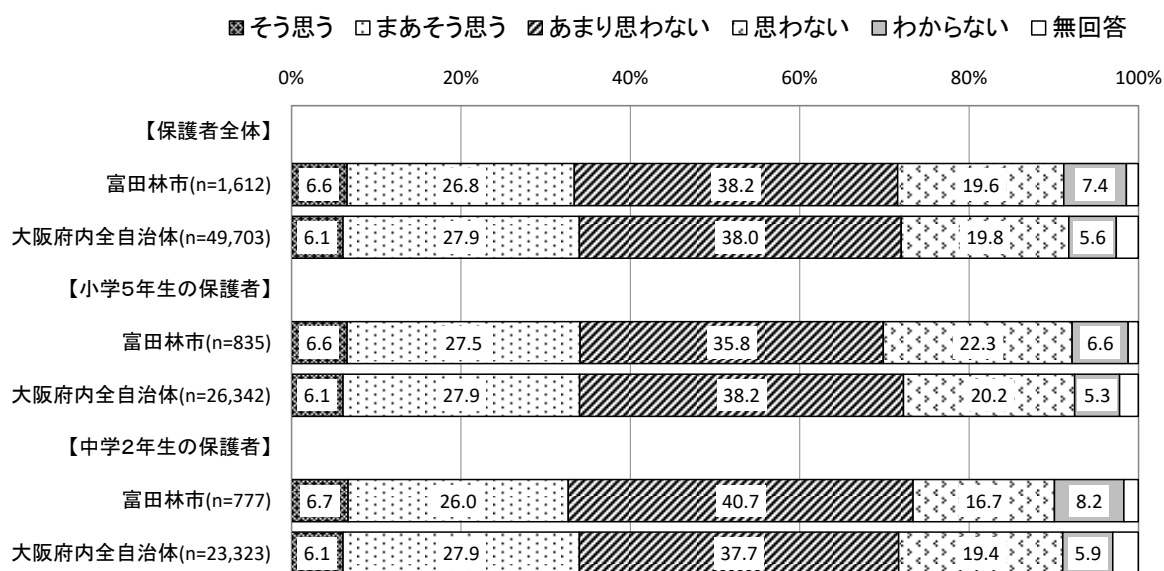 そう思う まあそう思う あまり思わない 思わない わからない 無回答
0% 20% 40% 60% 80% 100%
【保護者全体】
富田林市(n=1,612) 6.6 26.8 38.2 19.6 7.4
大阪府内全自治体(n=49,703) 6.1 27.9 38.0 19.8 5.6
【小学5年生の保護者】
富田林市(n=835) 6.6 27.5 35.8 22.3 6.6
大阪府内全自治体(n=26,342) 6.1 27.9 38.2 20.2 5.3
【中学2年生の保護者】
富田林市(n=777) 6.7 26.0 40.7 16.7 8.2
大阪府内全自治体(n=23,323) 6.1 27.9 37.7 19.4 5.9